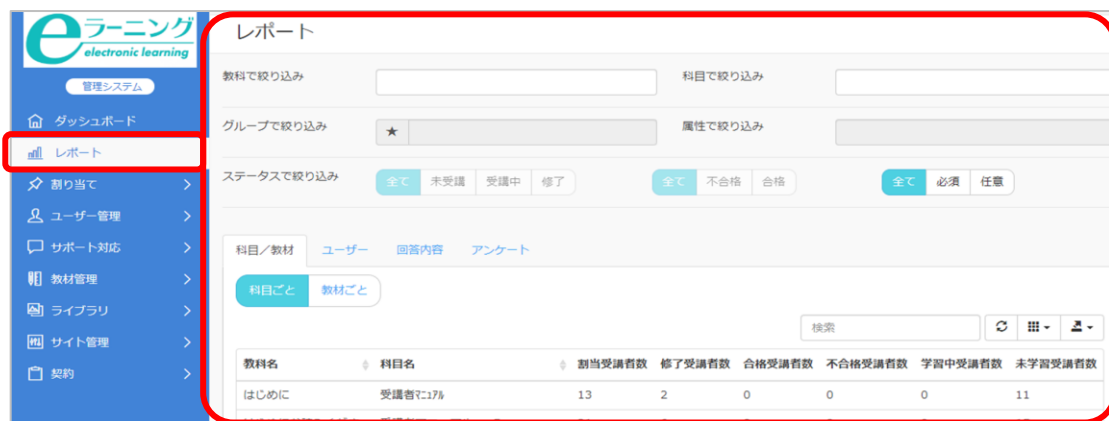 eラーニング
electronic learning
管理システム
ダッシュボード
レポート
割り当て
ユーザー管理
サポート対応
教材管理
ライブラリ
サイト管理
契約
レポート
教科で絞り込み 科目で絞り込み
グループで絞り込み ★ 属性で絞り込み
ステータスで絞り込み 全て 未受講 受講中 修了 全て 不合格 合格 全て 必須 任意
科目/教材 ユーザー 回答内容 アンケート
科目ごと 教材ごと
検索
教科名 科目名 割当受講者数 修了受講者数 合格受講者数 不合格受講者数 学習中受講者数 未学習受講者数
はじめに 受講者マニュアル 13 2 0 0 0 11